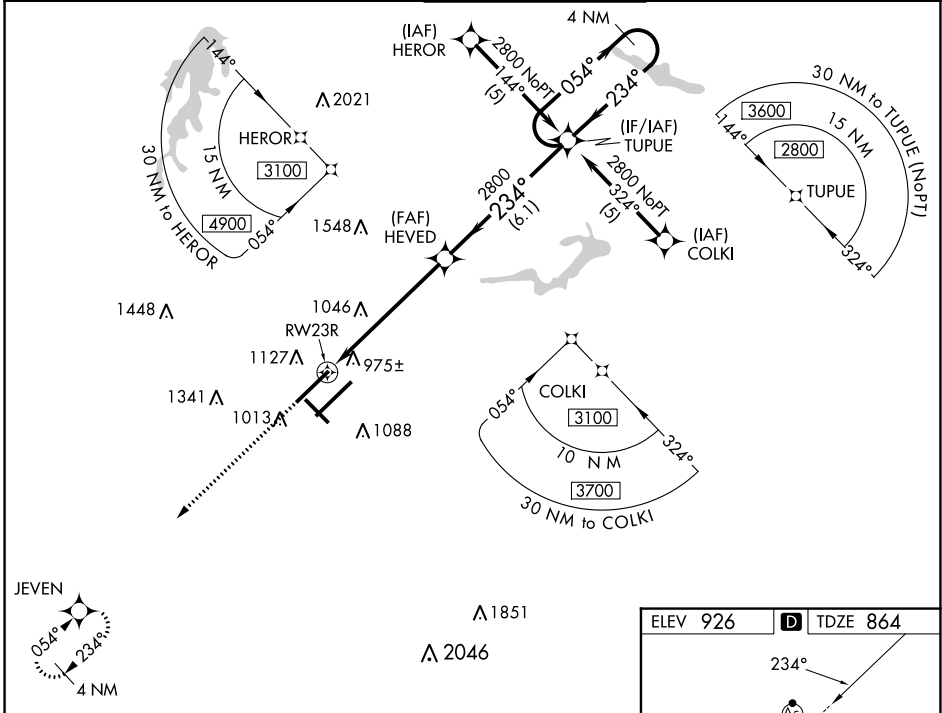 (IAF)
HEROR
4 NM
2800 NoPT
144°
(5)
054°
234°
(IF/IAF)
TUPUE
2800 NoPT
324°
(5)
(IAF)
COLKI
2800
234°
(6.1)
(FAF)
HEVED
144°
HEROR
3100
15 NM
4900
054°
30 NM to HEROR
2021
1548
30 NM to TUPUE (NoPT)
3600
15 NM
144°
2800
TUPUE
324°
1448
1046
RW23R
1127
975±
1341
1013
1088
COLKI
054°
3100
324°
10 NM
3700
30 NM to COLKI
JEVEN
054°
234°
4 NM
1851
2046
ELEV 926
D
TDZE 864
234°